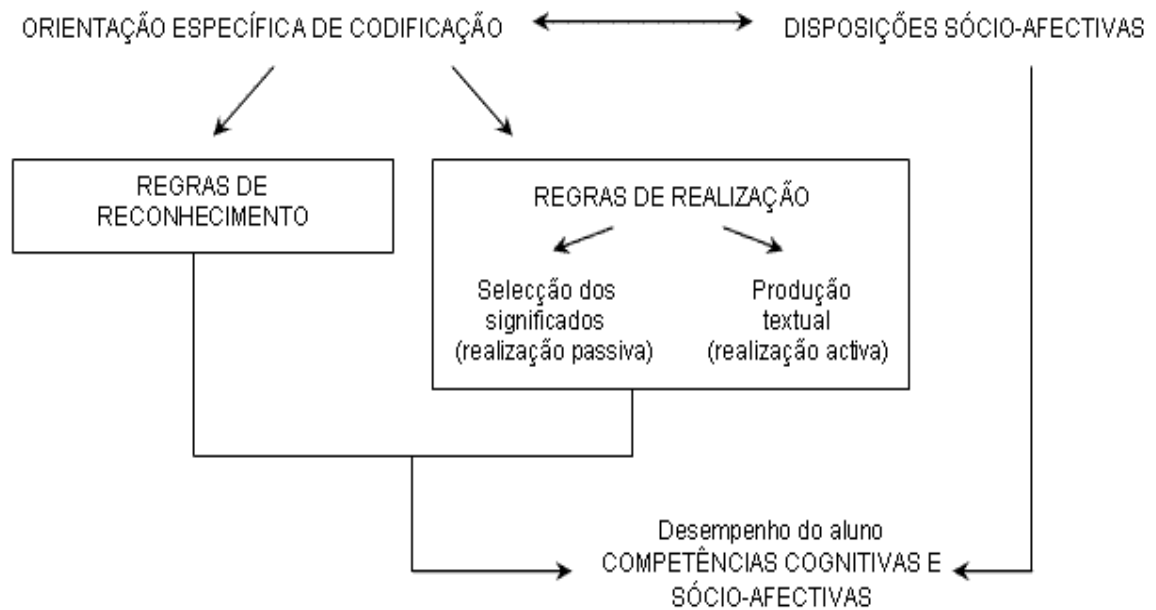 ORIENTAÇÃO ESPECÍFICA DE CODIFICAÇÃO
DISPOSIÇÕES SÓCIO-AFECTIVAS
REGRAS DE
RECONHECIMENTO
REGRAS DE REALIZAÇÃO
Selecção dos
significados
(realização passiva)
Produção
textual
(realização activa)
Desempenho do aluno
COMPETÊNCIAS COGNITIVAS E
SÓCIO-AFECTIVAS